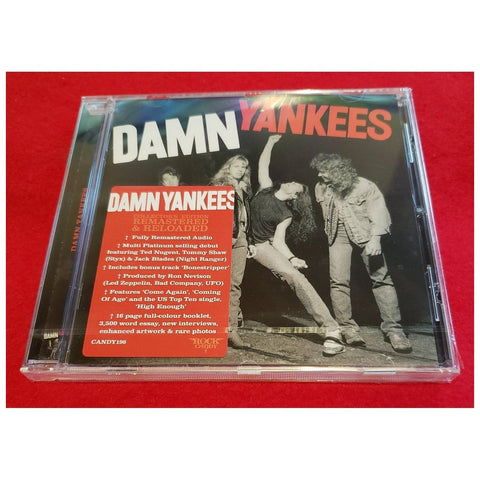 DAMN YANKEES
DAMN YANKEES
DAMN YANKEES
COLLECTOR'S EDITION
REMASTERED
& RELOADED
† Fully Remastered Audio
† Multi Platinum selling debut
featuring Ted Nugent, Tommy Shaw
(Styx) & Jack Blades (Night Ranger)
† Includes bonus track 'Bonestripper'
† Produced by Ron Nevison
(Led Zeppelin, Bad Company, UFO)
† Features 'Come Again', 'Coming
Of Age' and the US Top Ten single,
'High Enough'
† 16 page full-colour booklet,
3,500 word essay, new interviews,
enhanced artwork & rare photos
CANDY198
ROCK
CANDY